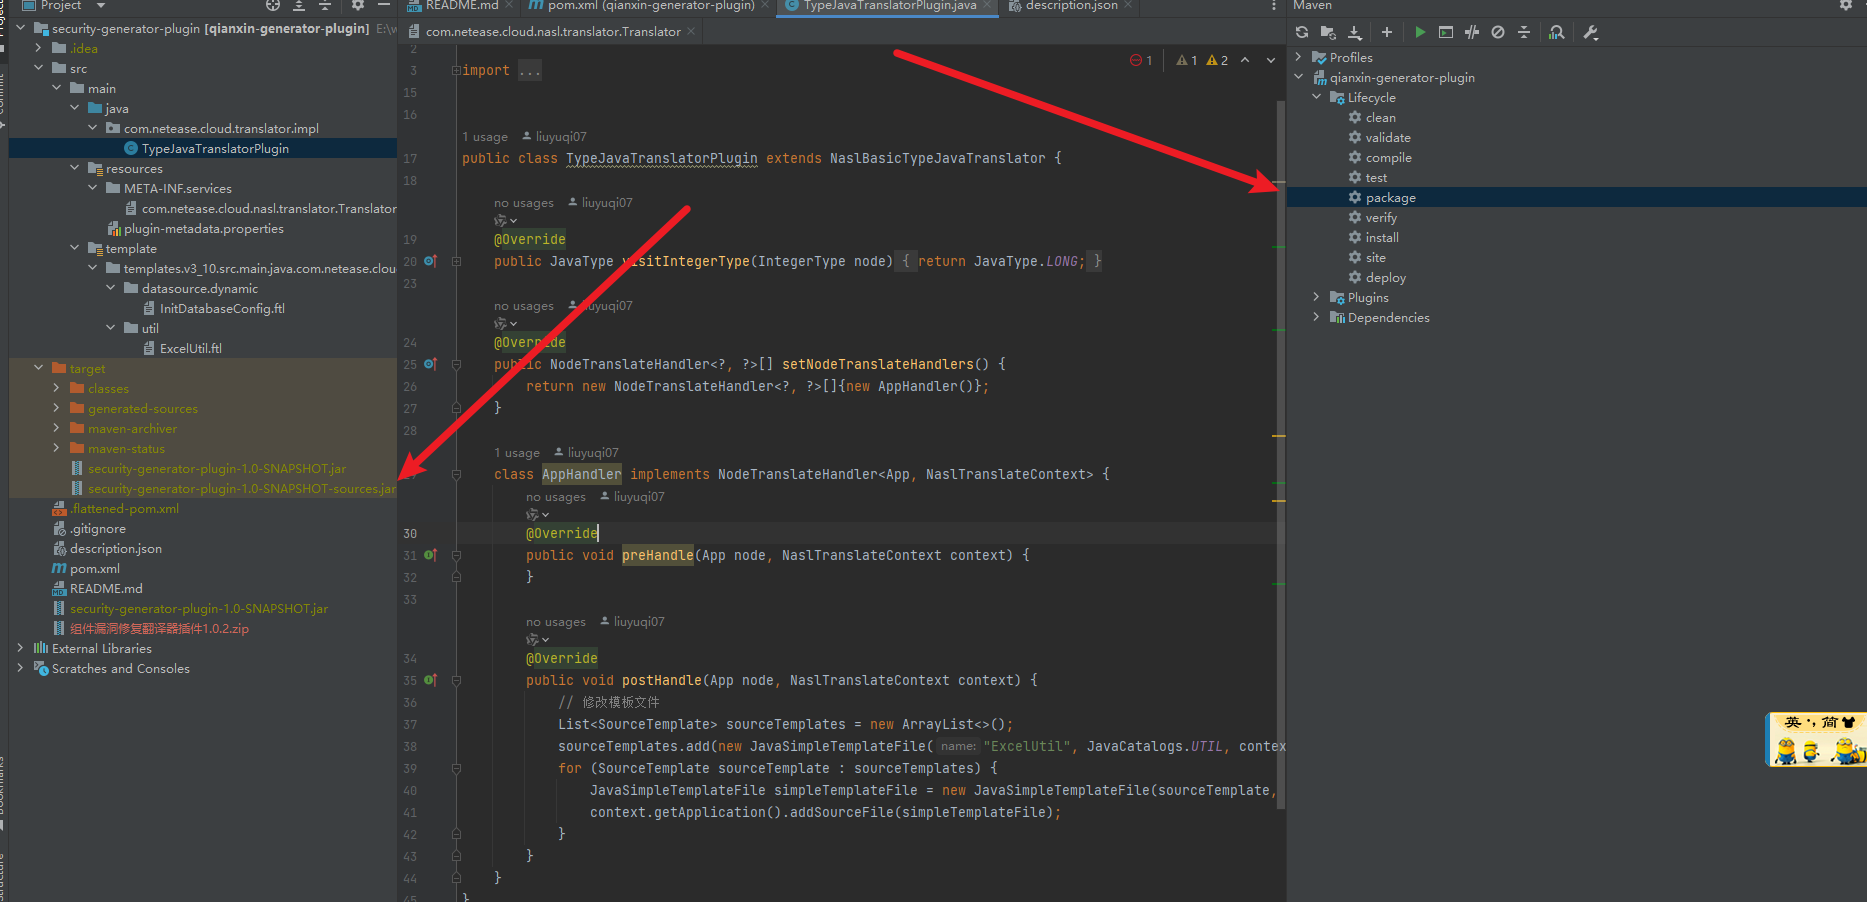 Project
security-generator-plugin [qianxin-generator-plugin]
.idea
src
main
java
com.netease.cloud.translator.impl
TypeJavaTranslatorPlugin
resources
META-INF.services
com.netease.cloud.nasl.translator.Translator
plugin-metadata.properties
template
templates.v3_10.src.main.java.com.netease.clou
datasource.dynamic
InitDatabaseConfig.ftl
util
ExcelUtil.ftl
target
classes
generated-sources
maven-archiver
maven-status
security-generator-plugin-1.0-SNAPSHOT.jar
security-generator-plugin-1.0-SNAPSHOT-sources.jar
.flattened-pom.xml
.gitignore
description.json
pom.xml
README.md
security-generator-plugin-1.0-SNAPSHOT.jar
组件漏洞修复翻译器插件1.0.2.zip
External Libraries
Scratches and Consoles
README.md
pom.xml (qianxin-generator-plugin)
TypeJavaTranslatorPlugin.java
description.json
com.netease.cloud.nasl.translator.Translator
1 1 2
2
3 import ...
15
16
1 usage liuyuqi07
17 public class TypeJavaTranslatorPlugin extends NaslBasicTypeJavaTranslator {
18
no usages liuyuqi07
19 @Override
20 public JavaType visitIntegerType(IntegerType node) { return JavaType.LONG; }
23
no usages liuyuqi07
24 @Override
25 public NodeTranslateHandler<?, ?>[] setNodeTranslateHandlers() {
26 return new NodeTranslateHandler<?, ?>[]{new AppHandler()};
27 }
28
1 usage liuyuqi07
class AppHandler implements NodeTranslateHandler<App, NaslTranslateContext> {
no usages liuyuqi07
30 @Override
31 public void preHandle(App node, NaslTranslateContext context) {
32 }
33
no usages liuyuqi07
34 @Override
35 public void postHandle(App node, NaslTranslateContext context) {
36 // 修改模板文件
37 List<SourceTemplate> sourceTemplates = new ArrayList<>();
38 sourceTemplates.add(new JavaSimpleTemplateFile( name: "ExcelUtil", JavaCatalogs.UTIL, contex
39 for (SourceTemplate sourceTemplate : sourceTemplates) {
40 JavaSimpleTemplateFile simpleTemplateFile = new JavaSimpleTemplateFile(sourceTemplate,
41 context.getApplication().addSourceFile(simpleTemplateFile);
42 }
43 }
44 }
45 }
Maven
Profiles
qianxin-generator-plugin
Lifecycle
clean
validate
compile
test
package
verify
install
site
deploy
Plugins
Dependencies
英 简